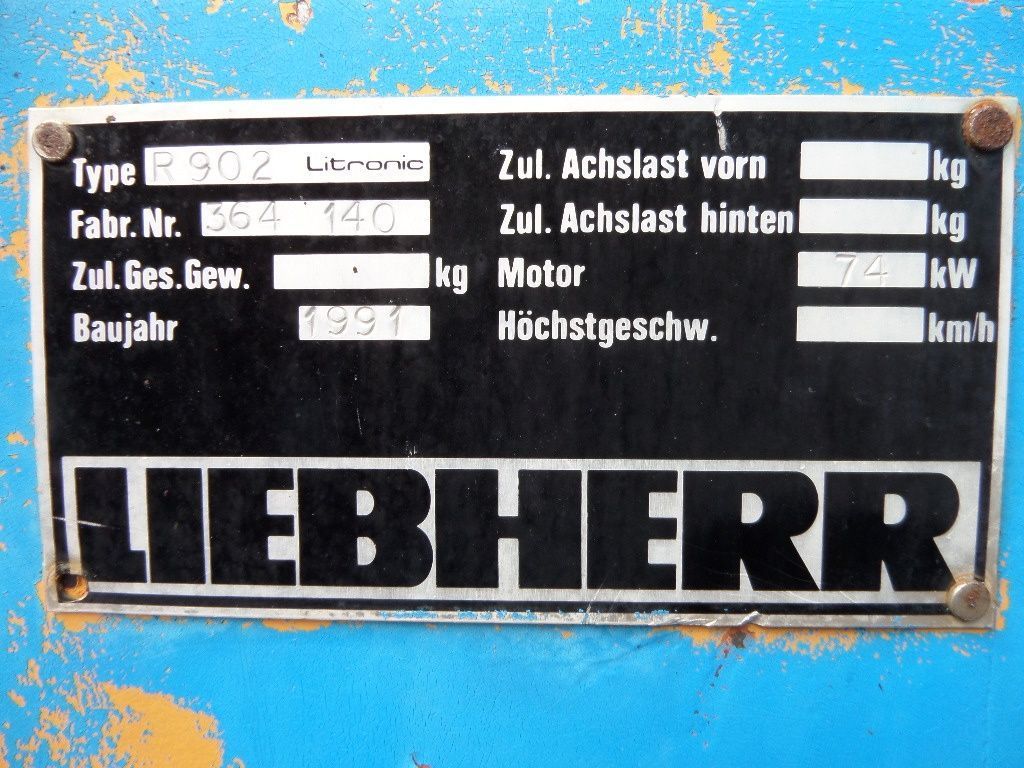 Type R 902 Litronic
Fabr.Nr. 364 140
Zul.Ges.Gew. kg
Baujahr 1991
Zul. Achslast vorn kg
Zul. Achslast hinten kg
Motor 74 kW
Höchstgeschw. km/h
LIEBHERR